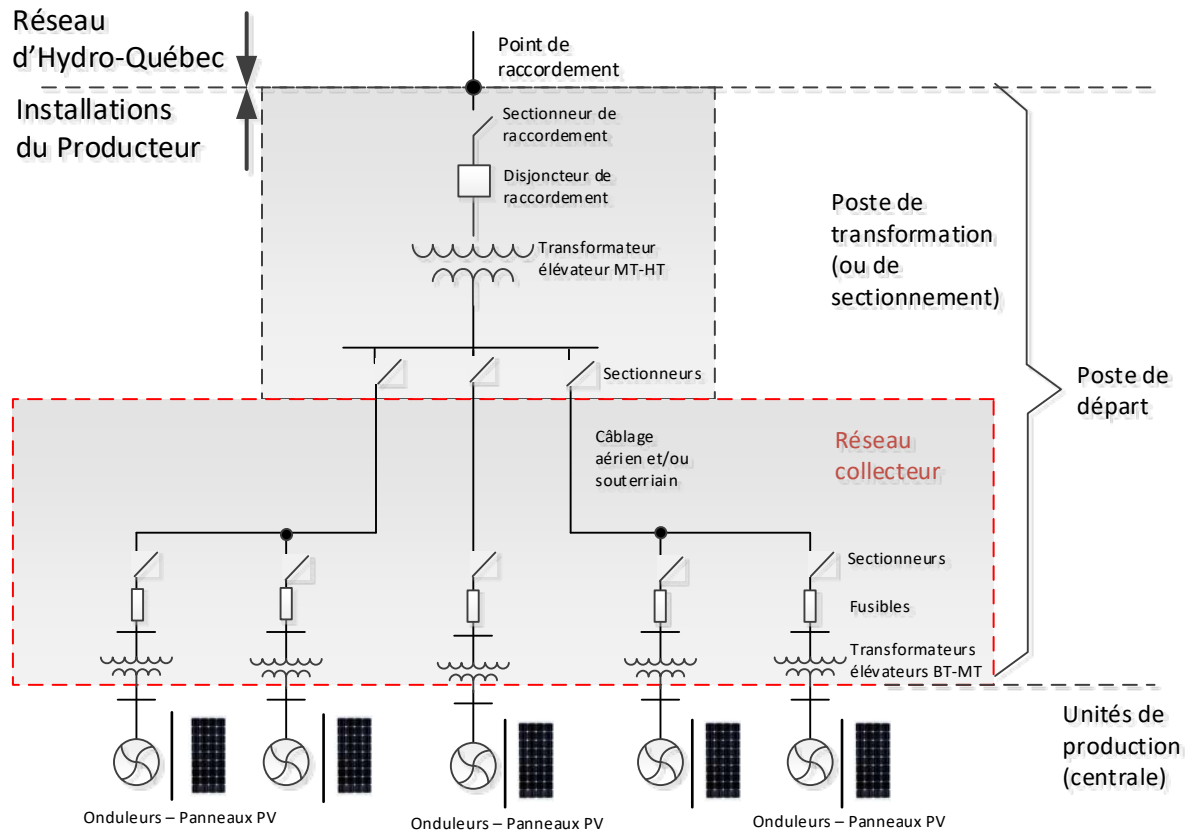 Réseau
d'Hydro-Québec
Installations
du Producteur
Point de
raccordement
Sectionneur de
raccordement
Disjoncteur de
raccordement
Transformateur
élévateur MT-HT
Poste de
transformation
(ou de
sectionnement)
Sectionneurs
Poste de
départ
Câblage
aérien et/ou
souterriain
Réseau
collecteur
Sectionneurs
Fusibles
Transformateurs
élévateurs BT-MT
Unités de
production
(centrale)
Onduleurs – Panneaux PV
Onduleurs – Panneaux PV
Onduleurs – Panneaux PV